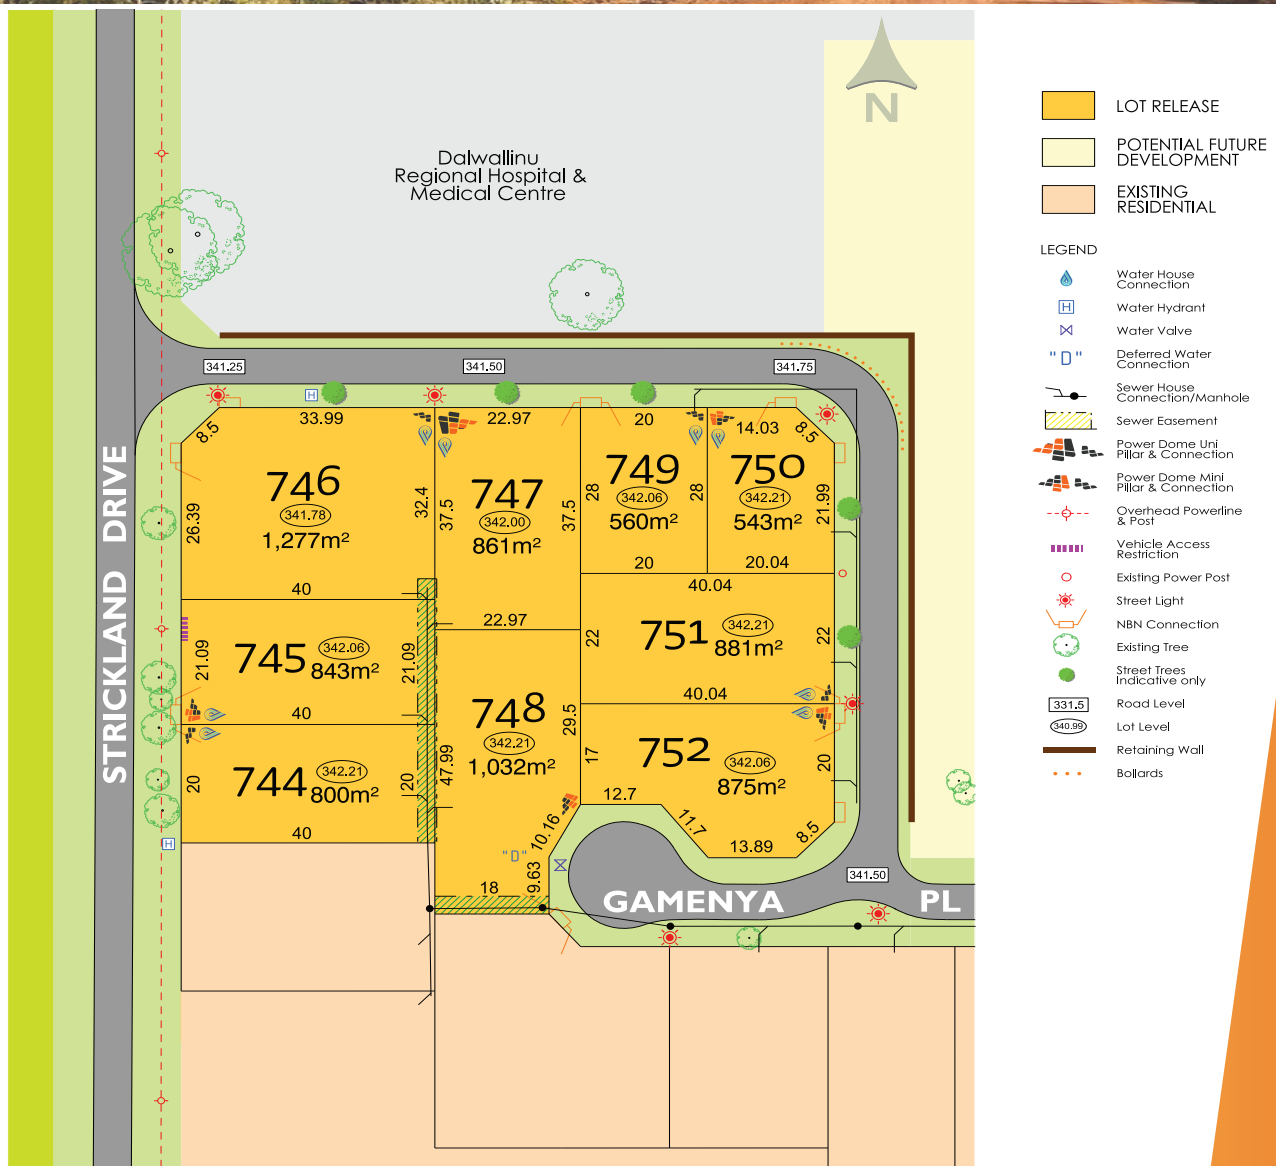 N
Dalwallinu
Regional Hospital &
Medical Centre
341.25
341.50
341.75
STRICKLAND DRIVE
33.99
8.5
746
341.78
1,277m²
26.39
32.4
40
22.97
747
342.00
861m²
37.5
37.5
22.97
20
749
342.06
560m²
28
28
20
14.03
8.5
750
342.21
543m²
21.99
20.04
745
342.06
843m²
21.09
21.09
40
744
342.21
800m²
20
20
40
748
342.21
1,032m²
47.99
29.5
10.16
9.63
"D"
18
40.04
751
342.21
881m²
22
22
40.04
752
342.06
875m²
17
20
12.7
11.7
13.89
8.5
341.50
GAMENYA PL
LOT RELEASE
POTENTIAL FUTURE
DEVELOPMENT
EXISTING
RESIDENTIAL
LEGEND
Water House
Connection
H
Water Hydrant
Water Valve
"D"
Deferred Water
Connection
Sewer House
Connection/Manhole
Sewer Easement
Power Dome Uni
Pillar & Connection
Power Dome Mini
Pillar & Connection
Overhead Powerline
& Post
Vehicle Access
Restriction
Existing Power Post
Street Light
NBN Connection
Existing Tree
Street Trees
Indicative only
331.5
Road Level
340.99
Lot Level
Retaining Wall
Bollards
H
H